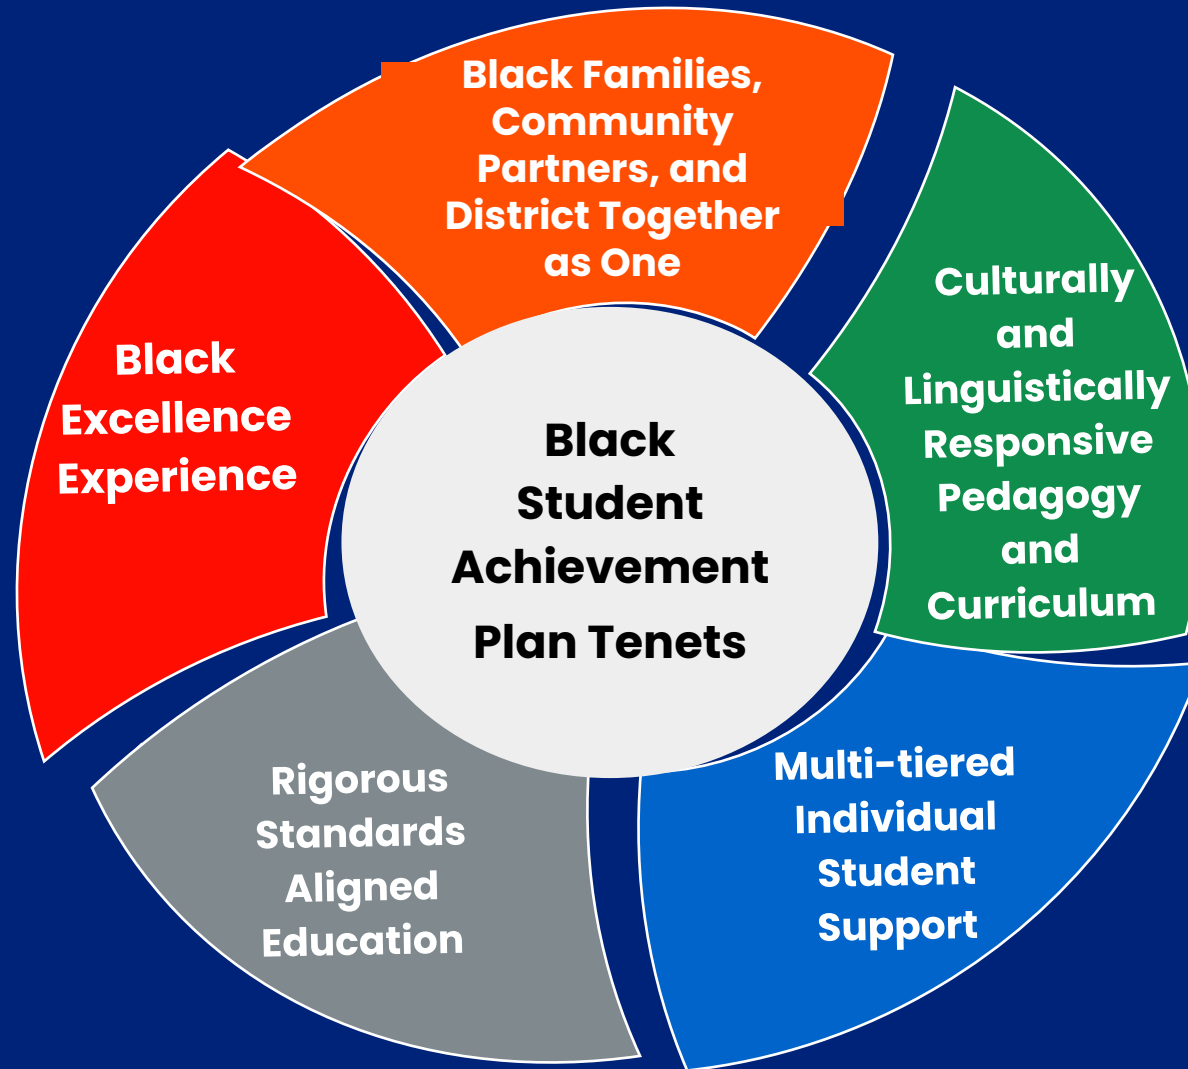 Black Families,
Community
Partners, and
District Together
as One
Culturally
and
Linguistically
Responsive
Pedagogy
and
Curriculum
Multi-tiered
Individual
Student
Support
Rigorous
Standards
Aligned
Education
Black
Excellence
Experience
Black
Student
Achievement
Plan Tenets